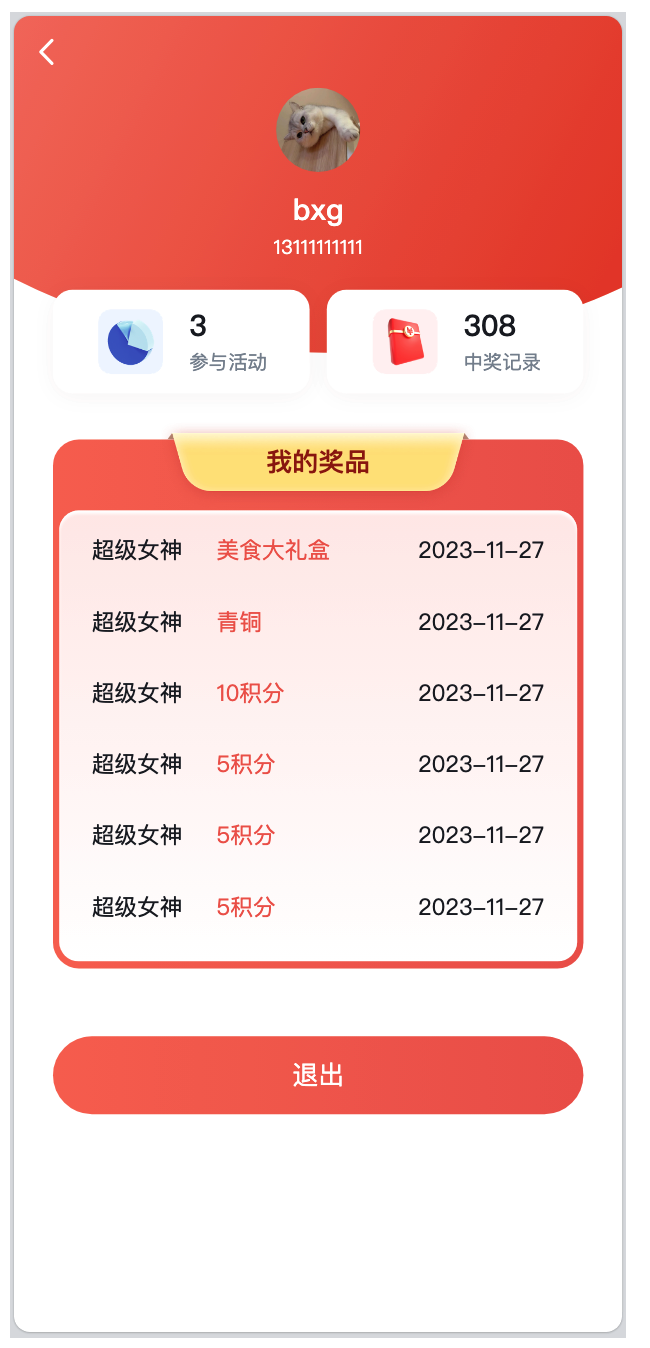 bxg
13111111111
3
参与活动
308
中奖记录
我的奖品
超级女神 美食大礼盒 2023-11-27
超级女神 青铜 2023-11-27
超级女神 10积分 2023-11-27
超级女神 5积分 2023-11-27
超级女神 5积分 2023-11-27
超级女神 5积分 2023-11-27
退出